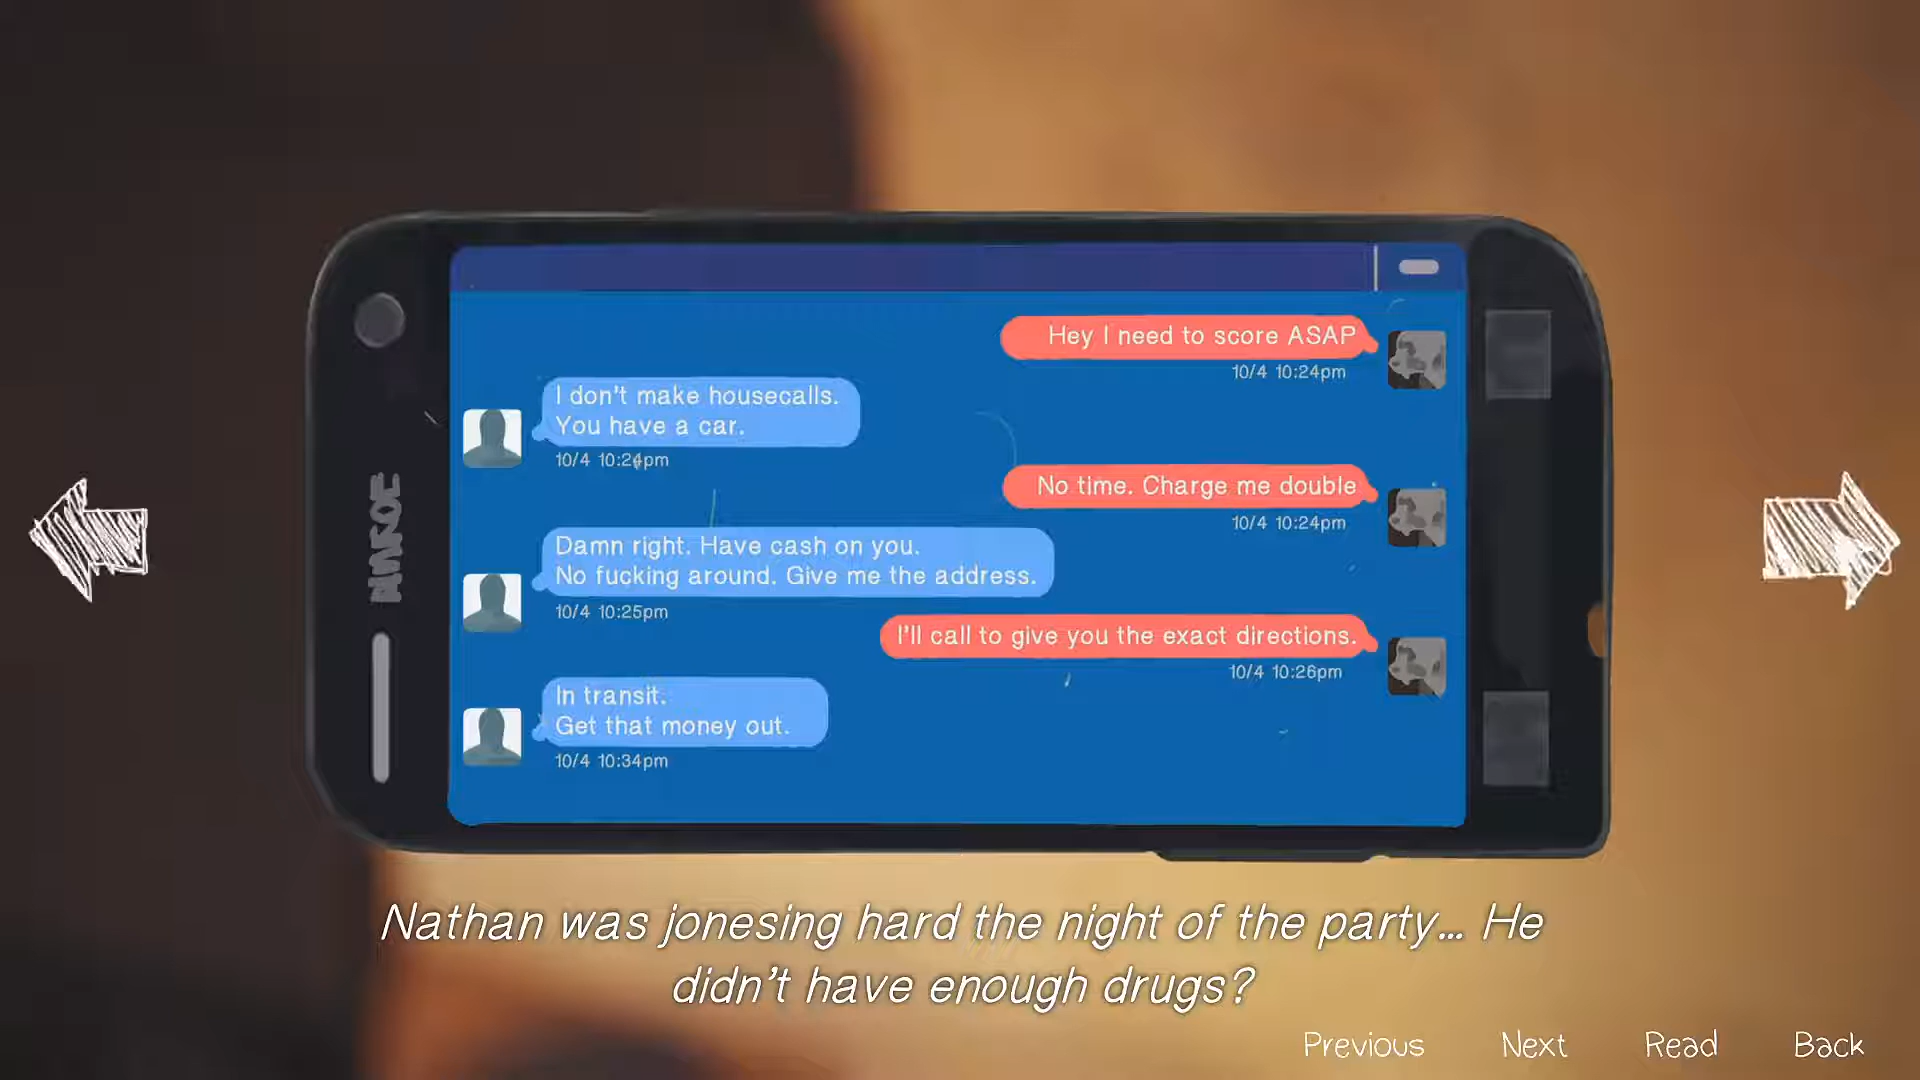 Hey I need to score ASAP
10/4 10:24pm
I don't make housecalls.
You have a car.
10/4 10:24pm
No time. Charge me double
10/4 10:24pm
Damn right. Have cash on you.
No fucking around. Give me the address.
10/4 10:25pm
I'll call to give you the exact directions.
10/4 10:26pm
In transit.
Get that money out.
10/4 10:34pm
Nathan was jonesing hard the night of the party... He
didn't have enough drugs?
Previous Next Read Back